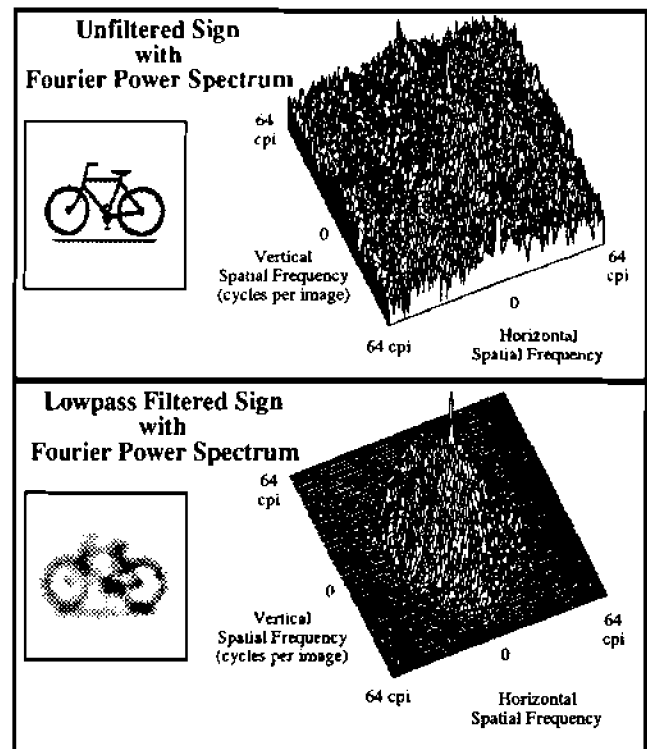 Unfiltered Sign
with
Fourier Power Spectrum
64
cpi
0
Vertical
Spatial Frequency
(cycles per image)
64 cpi
0
64
cpi
Horizontal
Spatial Frequency
Lowpass Filtered Sign
with
Fourier Power Spectrum
64
cpi
0
Vertical
Spatial Frequency
(cycles per image)
64 cpi
0
64
cpi
Horizontal
Spatial Frequency